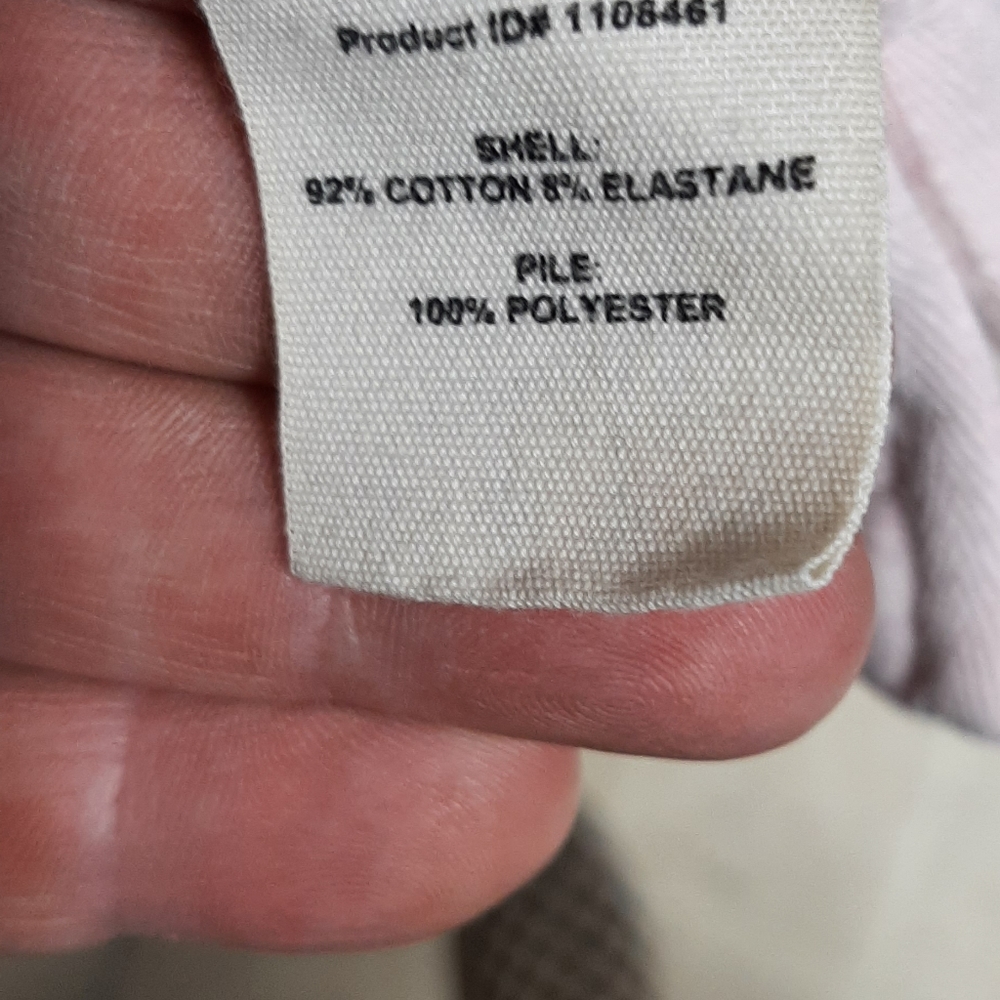 Product ID# 1108461
SHELL:
92% COTTON 8% ELASTANE
PILE:
100% POLYESTER